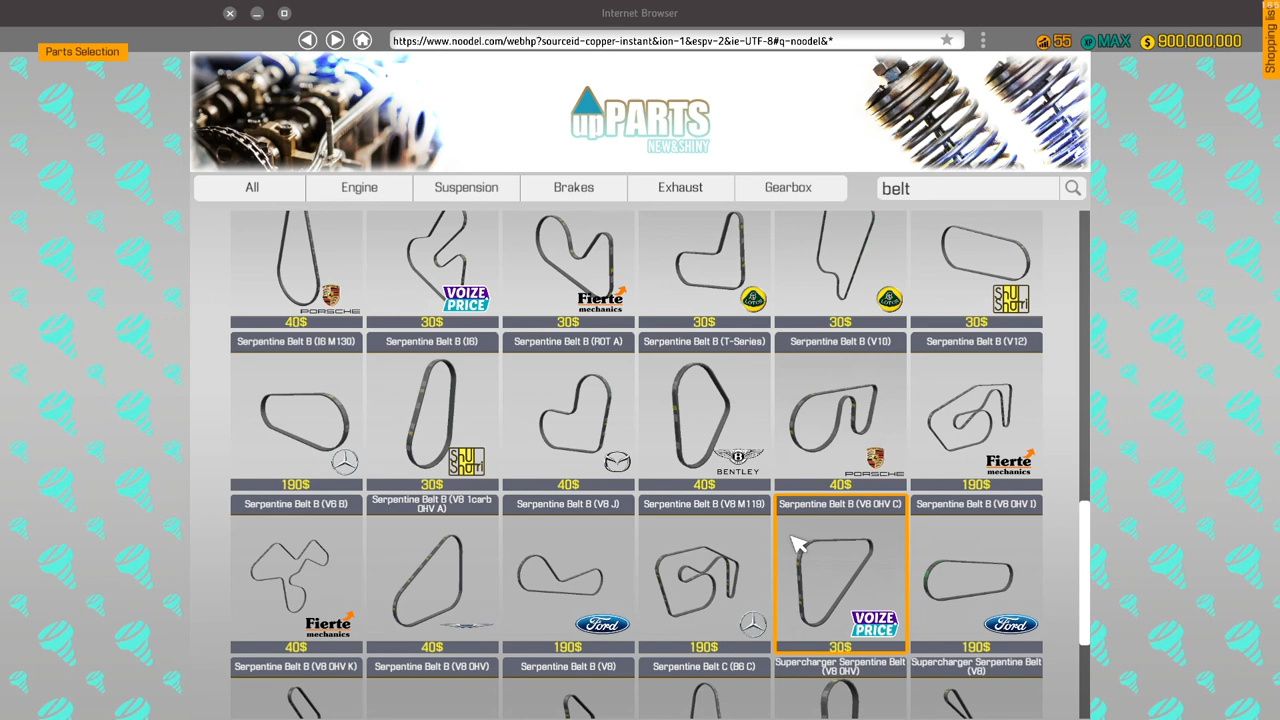 Internet Browser
Parts Selection
https://www.noodel.com/webhp?sourceid-copper-instant&ion-1&espv-2&ie-UTF-8#q-noodel&*
55
XP MAX
$ 900,000,000
Shopping list
upPARTS
NEW&SHINY
All
Engine
Suspension
Brakes
Exhaust
Gearbox
belt
PORSCHE
VOIZE PRICE
Fierte mechanics
LOTUS
LOTUS
40$
30$
30$
30$
30$
30$
Serpentine Belt B (I6 M130)
Serpentine Belt B (I6)
Serpentine Belt B (ROT A)
Serpentine Belt B (T-Series)
Serpentine Belt B (V10)
Serpentine Belt B (V12)
BENTLEY
PORSCHE
Fierte mechanics
190$
30$
40$
40$
40$
190$
Serpentine Belt B (V6 B)
Serpentine Belt B (V8 1carb OHV A)
Serpentine Belt B (V8 J)
Serpentine Belt B (V8 M119)
Serpentine Belt B (V8 OHV C)
Serpentine Belt B (V8 OHV I)
Fierte mechanics
Ford
VOIZE PRICE
Ford
40$
40$
190$
190$
30$
190$
Serpentine Belt B (V8 OHV K)
Serpentine Belt B (V8 OHV)
Serpentine Belt B (V8)
Serpentine Belt C (B6 C)
Supercharger Serpentine Belt (V8 OHV)
Supercharger Serpentine Belt (V8)